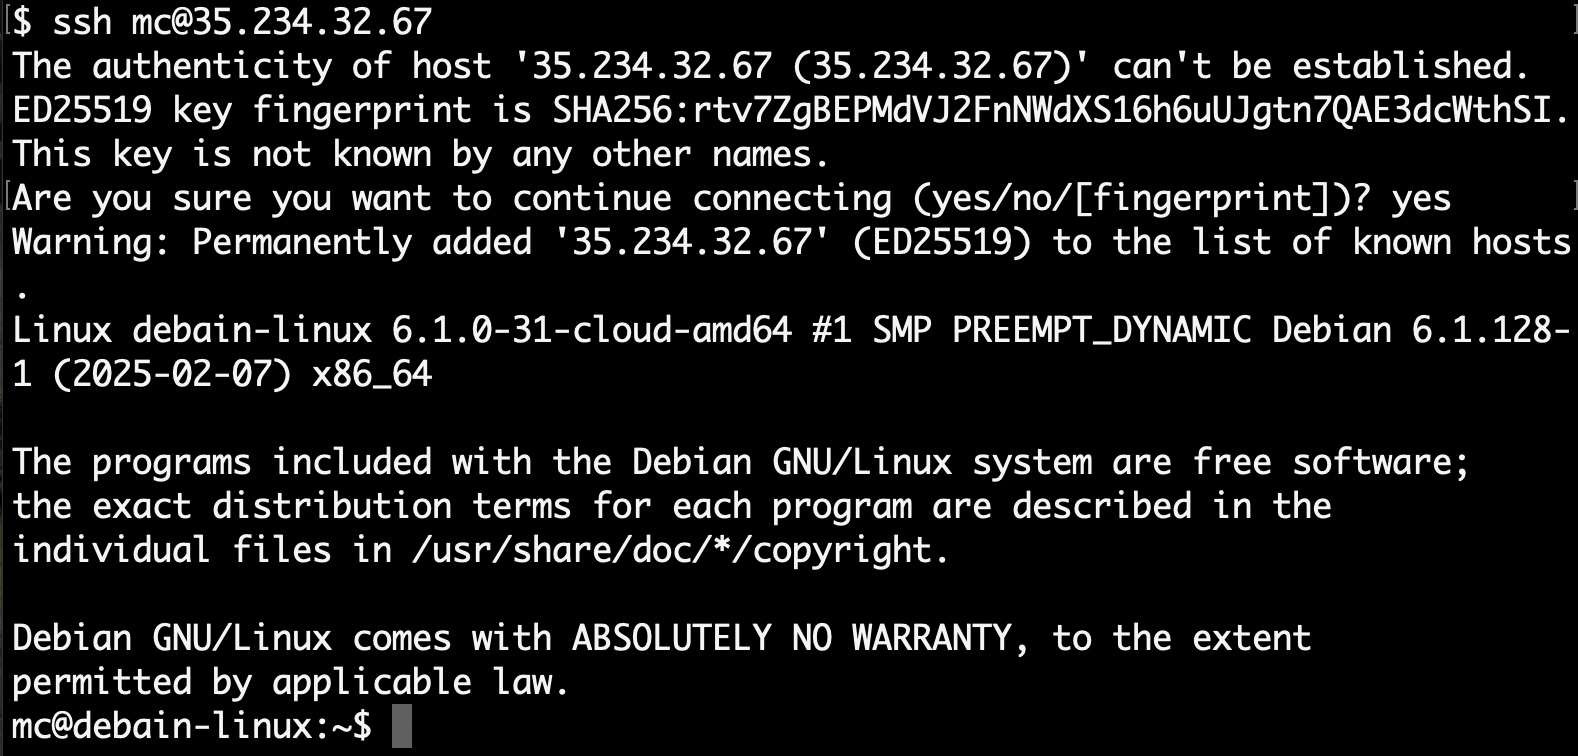 $ ssh mc@35.234.32.67
The authenticity of host '35.234.32.67 (35.234.32.67)' can't be established.
ED25519 key fingerprint is SHA256:rtv7ZgBEPMdVJ2FnNWdXS16h6uUJgtn7QAE3dcWthSI.
This key is not known by any other names.
Are you sure you want to continue connecting (yes/no/[fingerprint])? yes
Warning: Permanently added '35.234.32.67' (ED25519) to the list of known hosts
.
Linux debain-linux 6.1.0-31-cloud-amd64 #1 SMP PREEMPT_DYNAMIC Debian 6.1.128-
1 (2025-02-07) x86_64

The programs included with the Debian GNU/Linux system are free software;
the exact distribution terms for each program are described in the
individual files in /usr/share/doc/*/copyright.

Debian GNU/Linux comes with ABSOLUTELY NO WARRANTY, to the extent
permitted by applicable law.
mc@debain-linux:~$